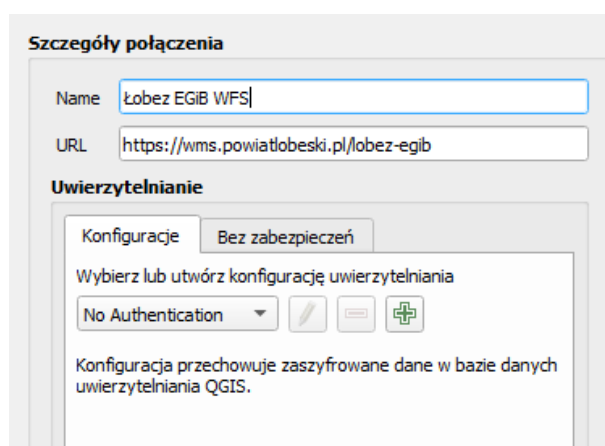 Szczegóły połączenia
Name Łobez EGiB WFS
URL https://wms.powiatlobeski.pl/lobez-egib
Uwierzytelnianie
Konfiguracje Bez zabezpieczeń
Wybierz lub utwórz konfigurację uwierzytelniania
No Authentication
Konfiguracja przechowuje zaszyfrowane dane w bazie danych
uwierzytelniania QGIS.